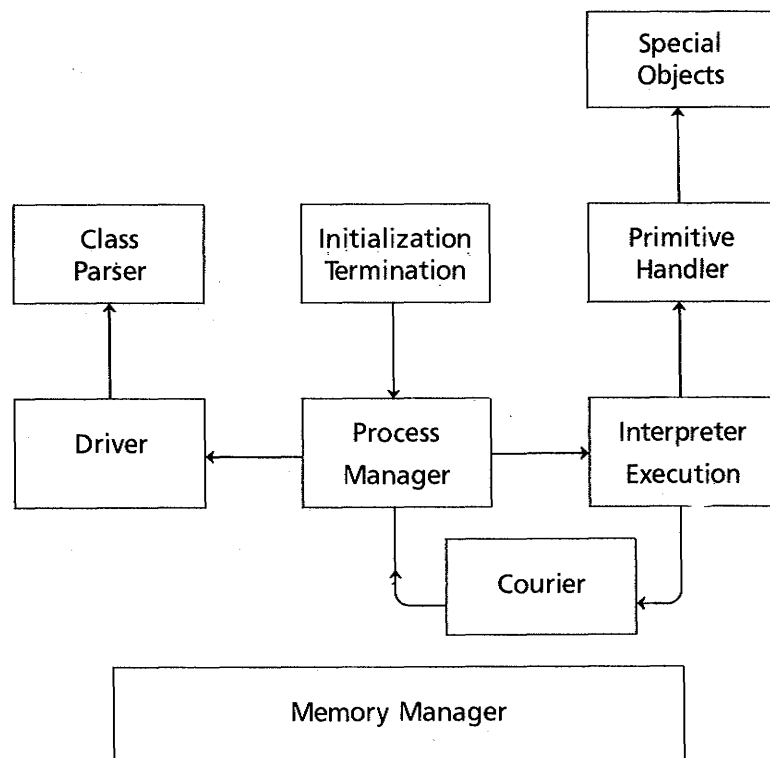 Special
Objects
Class
Parser
Initialization
Termination
Primitive
Handler
Driver
Process
Manager
Interpreter
Execution
Courier
Memory Manager